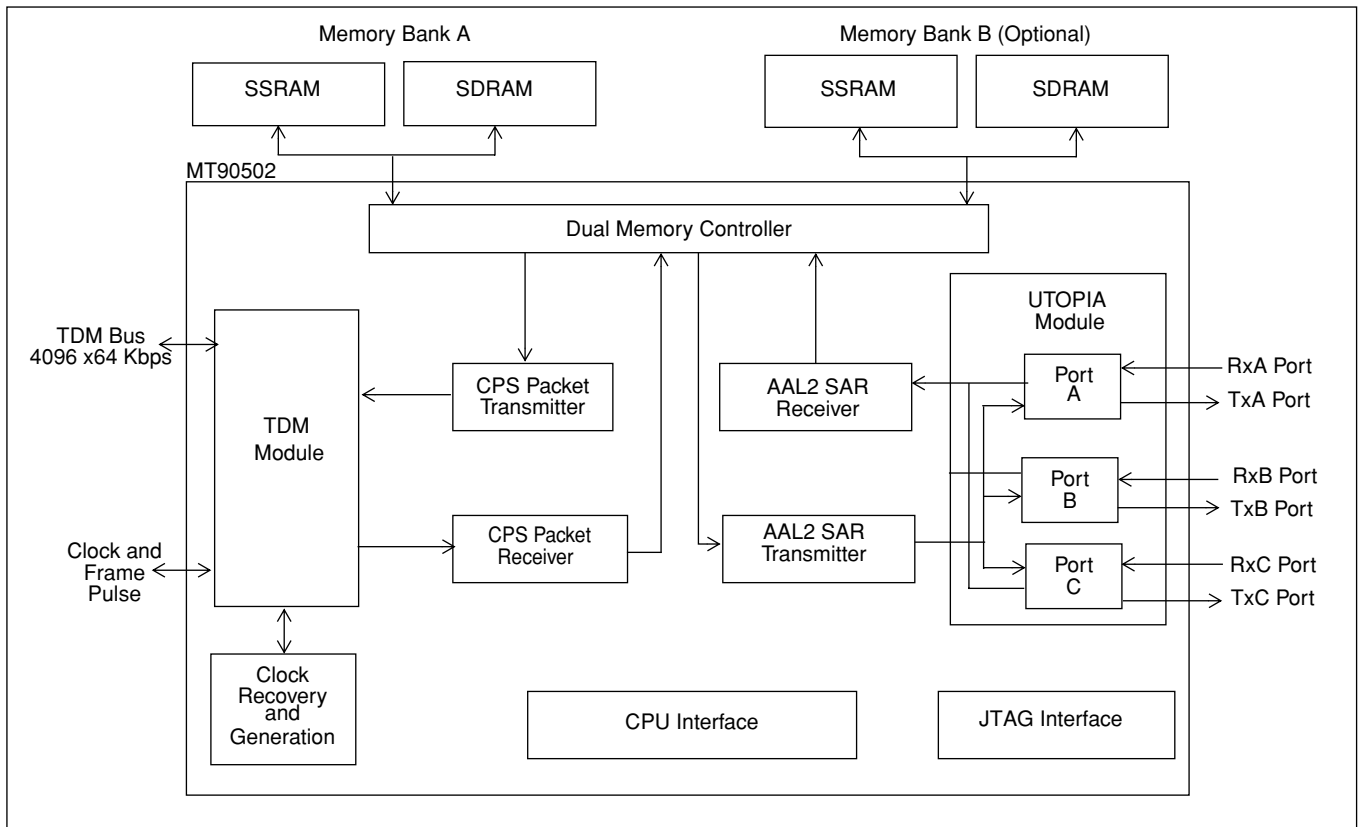 Memory Bank A
Memory Bank B (Optional)
SSRAM
SDRAM
SSRAM
SDRAM
MT90502
Dual Memory Controller
UTOPIA
Module
TDM Bus
4096 x64 Kbps
TDM
Module
CPS Packet
Transmitter
AAL2 SAR
Receiver
Port
A
RxA Port
TxA Port
Port
B
RxB Port
TxB Port
CPS Packet
Receiver
AAL2 SAR
Transmitter
Port
C
RxC Port
TxC Port
Clock and
Frame
Pulse
Clock
Recovery
and
Generation
CPU Interface
JTAG Interface